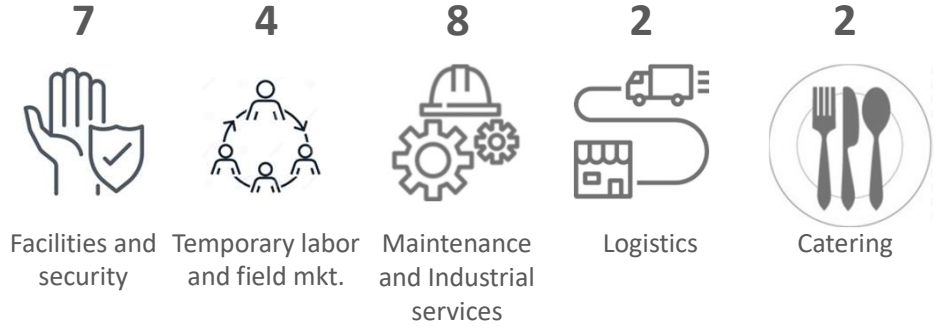 7
4
8
2
2
Facilities and
security
Temporary labor
and field mkt.
Maintenance
and Industrial
services
Logistics
Catering